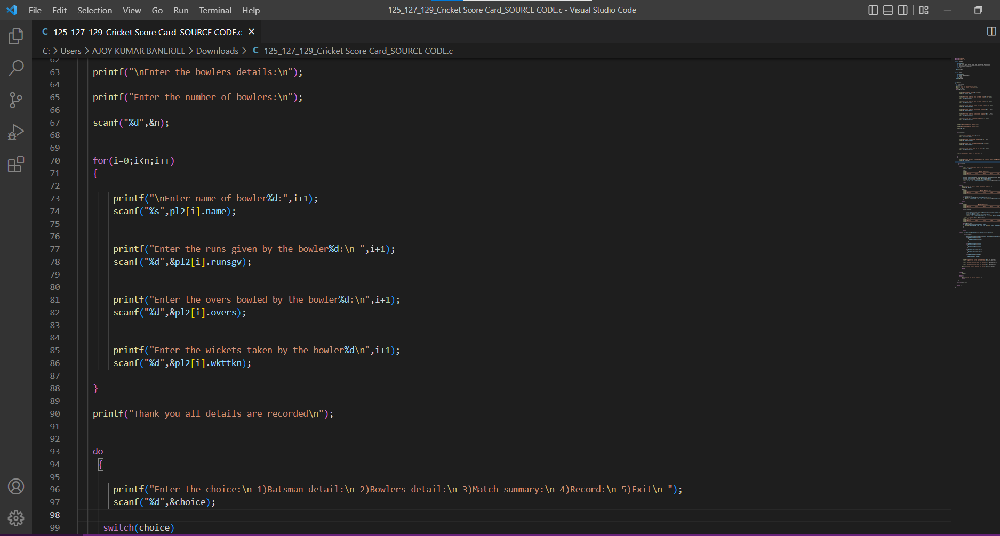 File Edit Selection View Go Run Terminal Help
125_127_129_Cricket Score Card_SOURCE CODE.c - Visual Studio Code
C 125_127_129_Cricket Score Card_SOURCE CODE.c
C: > Users > AJOY KUMAR BANERJEE > Downloads > C 125_127_129_Cricket Score Card_SOURCE CODE.c
62
63 printf("\nEnter the bowlers details:\n");
64
65 printf("Enter the number of bowlers:\n");
66
67 scanf("%d",&n);
68
69
70 for(i=0;i<n;i++)
71 {
72
73 printf("\nEnter name of bowler%d:",i+1);
74 scanf("%s",pl2[i].name);
75
76
77 printf("Enter the runs given by the bowler%d:\n ",i+1);
78 scanf("%d",&pl2[i].runsgv);
79
80
81 printf("Enter the overs bowled by the bowler%d:\n",i+1);
82 scanf("%d",&pl2[i].overs);
83
84
85 printf("Enter the wickets taken by the bowler%d\n",i+1);
86 scanf("%d",&pl2[i].wkttkn);
87
88 }
89
90 printf("Thank you all details are recorded\n");
91
92
93 do
94 {
95
96 printf("Enter the choice:\n 1)Batsman detail:\n 2)Bowlers detail:\n 3)Match summary:\n 4)Record:\n 5)Exit\n ");
97 scanf("%d",&choice);
98
99 switch(choice)